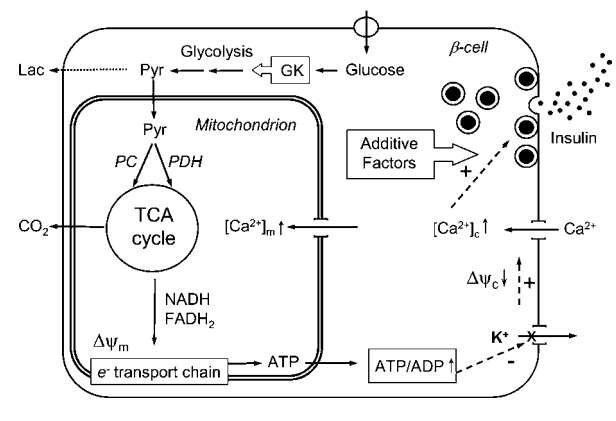 β-cell
Glycolysis
Lac
Pyr
GK
Glucose
Pyr
Mitochondrion
Additive
Factors
+
Insulin
PC
PDH
TCA
cycle
CO₂
[Ca²⁺]ₘ↑
[Ca²⁺]c↑
Ca²⁺
Δψc↓
+
NADH
FADH₂
Δψₘ
K⁺
x
e- transport chain
ATP
ATP/ADP↑
-